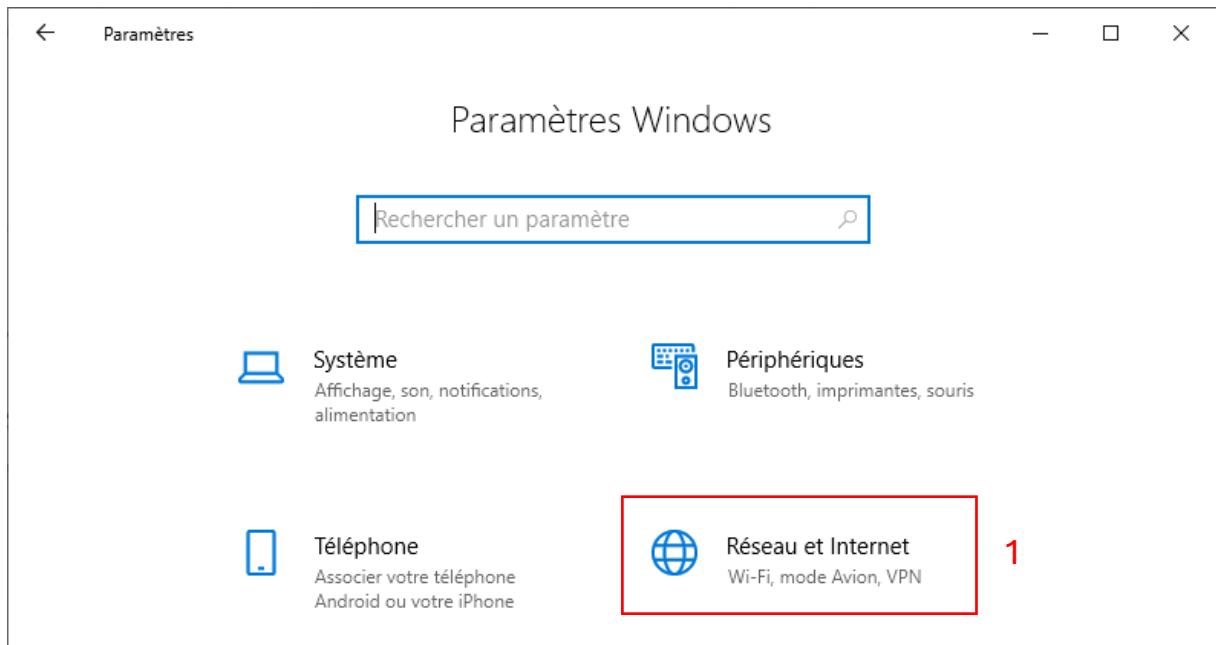 Paramètres
Paramètres Windows
Rechercher un paramètre
Système
Affichage, son, notifications,
alimentation
Périphériques
Bluetooth, imprimantes, souris
Téléphone
Associer votre téléphone
Android ou votre iPhone
Réseau et Internet
Wi-Fi, mode Avion, VPN
1